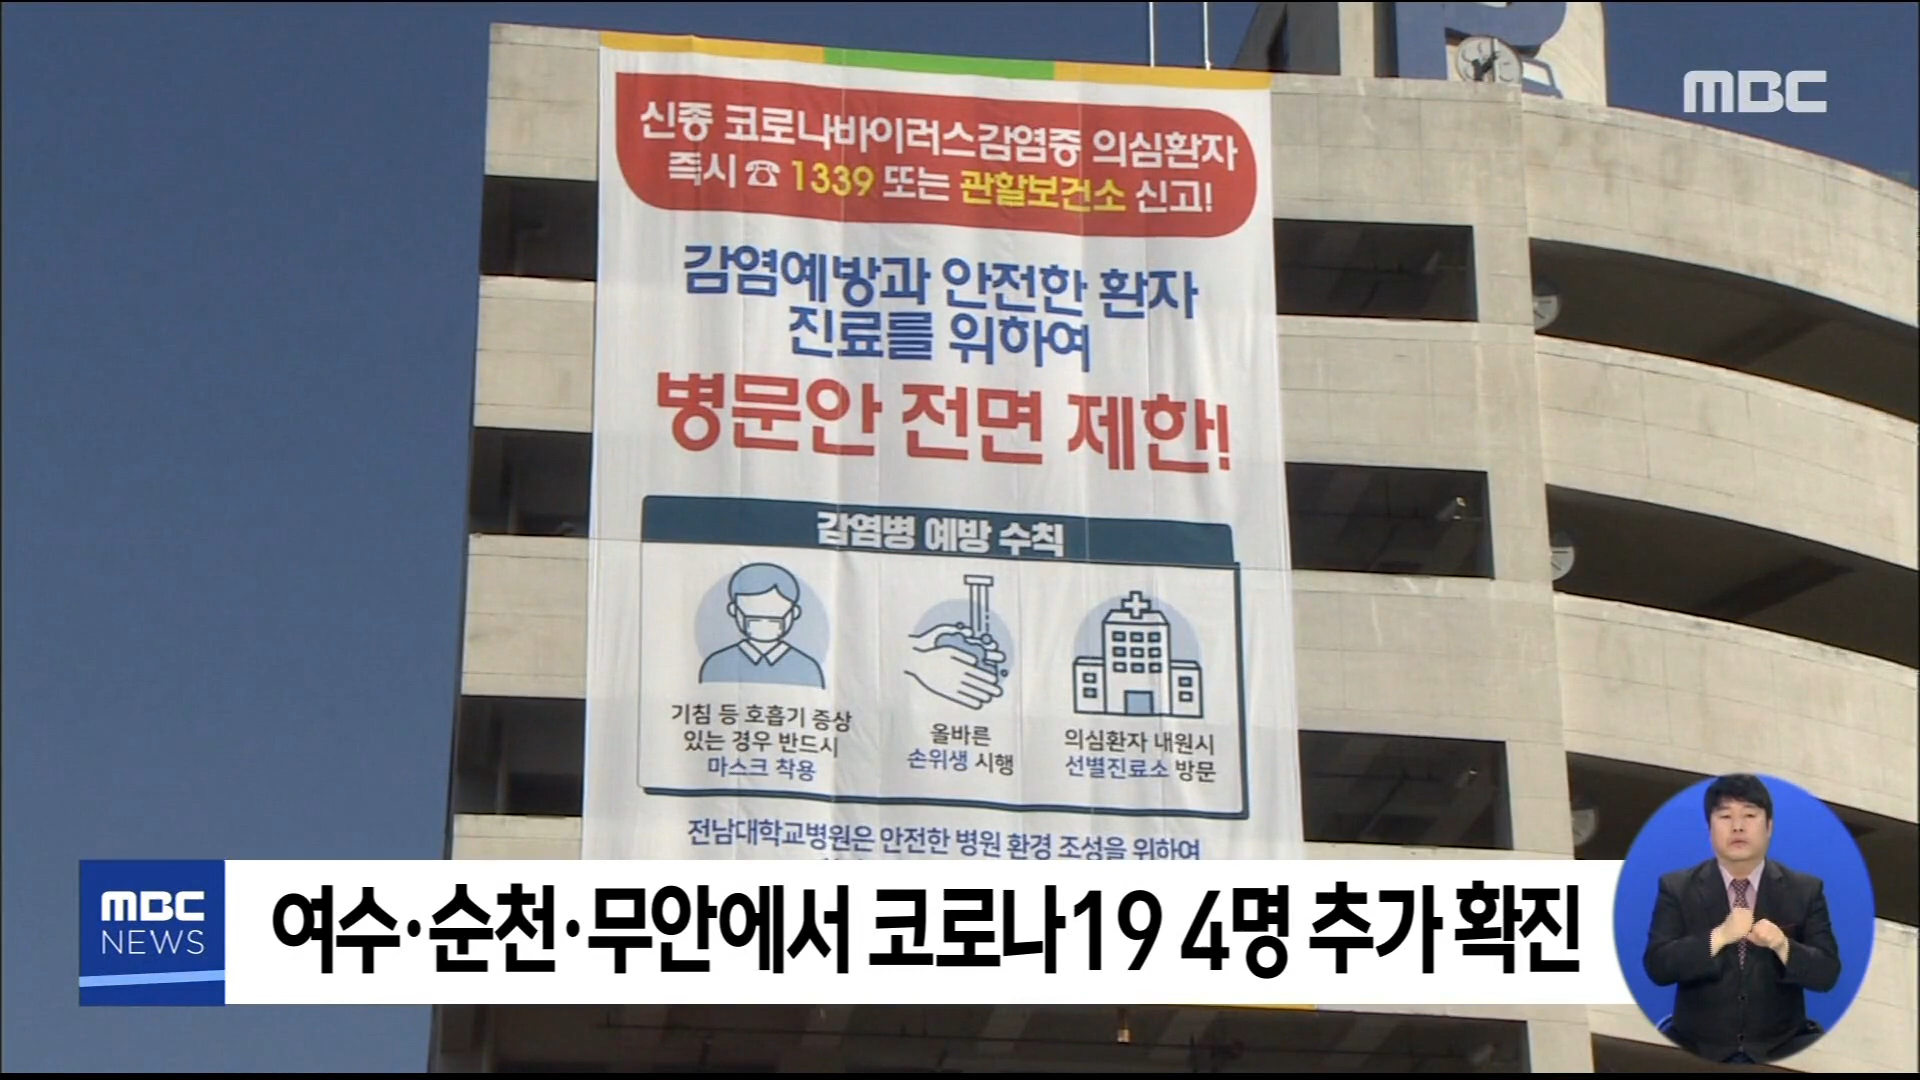 P
MBC
신종 코로나바이러스감염증 의심환자
즉시 ☎ 1339 또는 관할보건소 신고!
감염예방과 안전한 환자
진료를 위하여
병문안 전면 제한!
감염병 예방 수칙
기침 등 호흡기 증상
있는 경우 반드시
마스크 착용
올바른
손위생 시행
의심환자 내원시
선별진료소 방문
전남대학교병원은 안전한 병원 환경 조성을 위하여
MBC
NEWS
여수·순천·무안에서 코로나19 4명 추가 확진